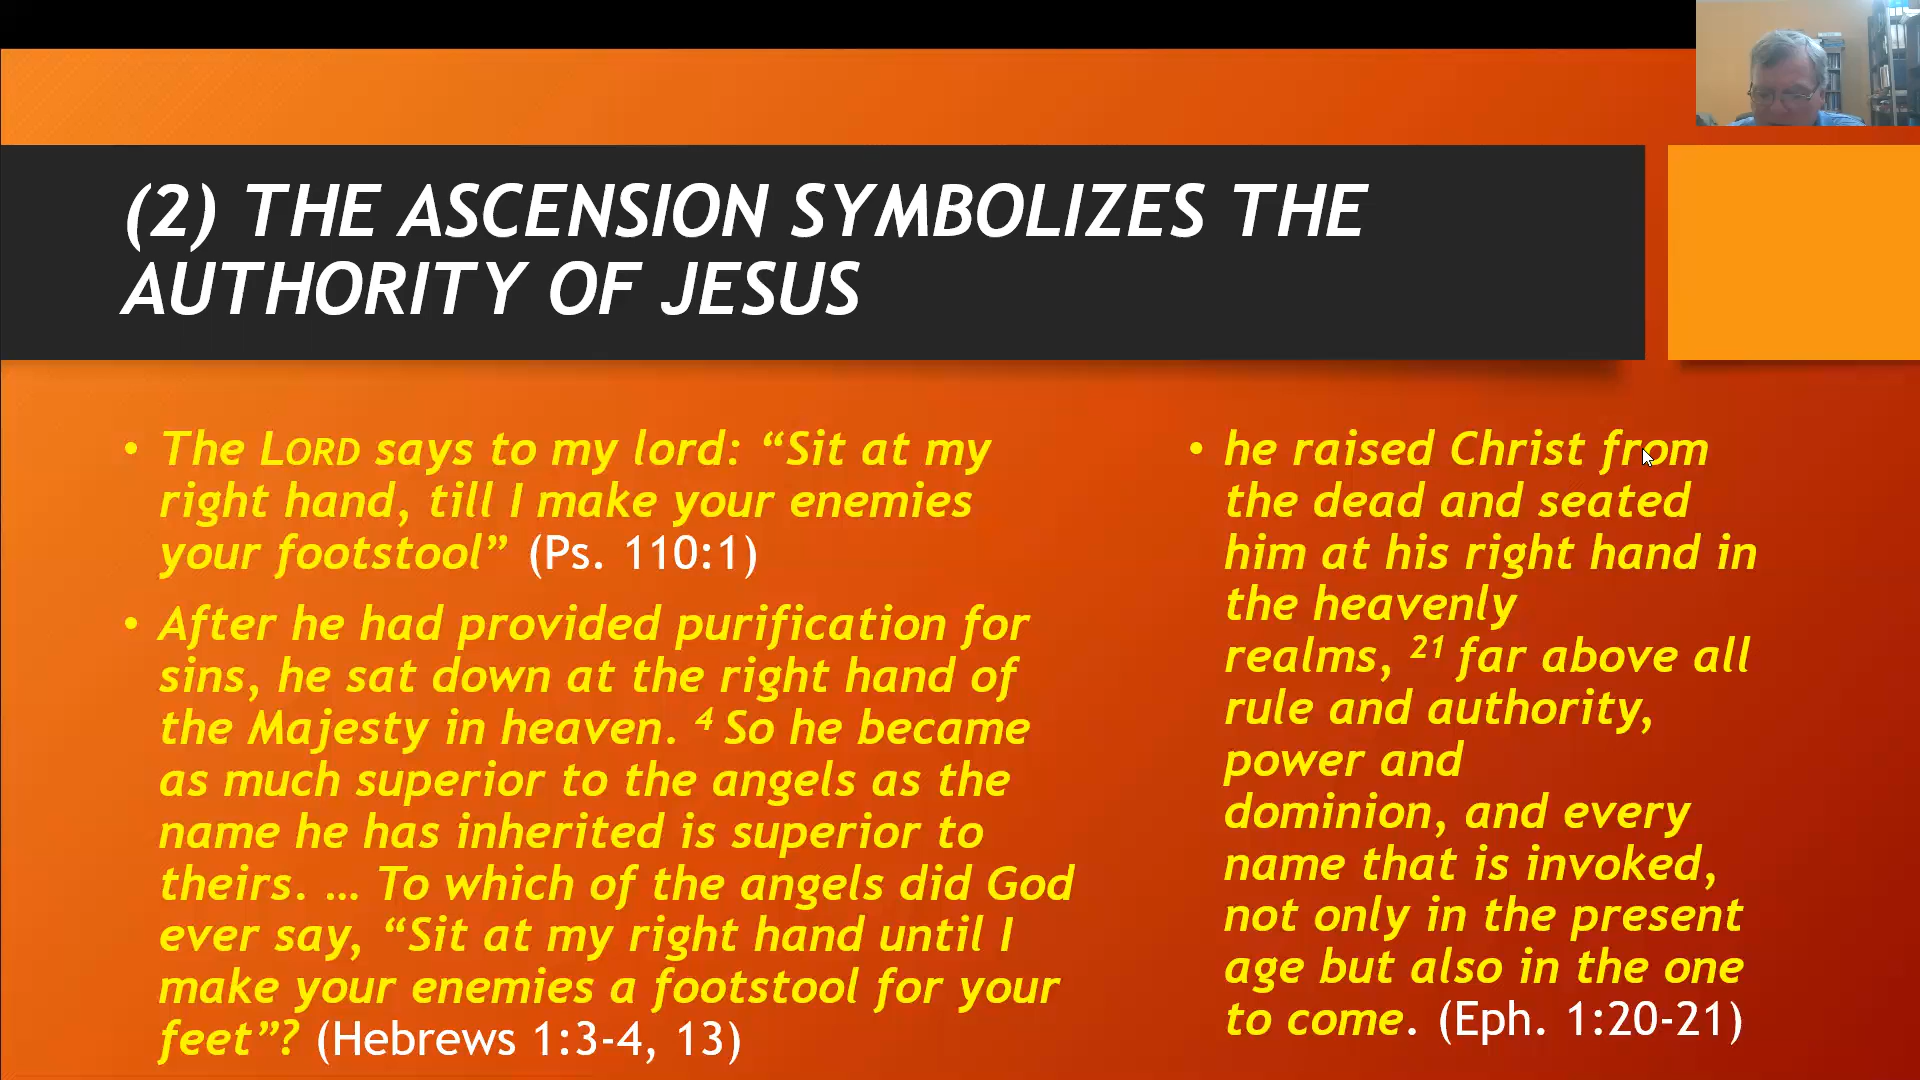 (2) THE ASCENSION SYMBOLIZES THE
AUTHORITY OF JESUS
• The LORD says to my lord: “Sit at my
right hand, till I make your enemies
your footstool” (Ps. 110:1)
• After he had provided purification for
sins, he sat down at the right hand of
the Majesty in heaven. ⁴ So he became
as much superior to the angels as the
name he has inherited is superior to
theirs. … To which of the angels did God
ever say, “Sit at my right hand until I
make your enemies a footstool for your
feet”? (Hebrews 1:3-4, 13)
• he raised Christ from
the dead and seated
him at his right hand in
the heavenly
realms, ²¹ far above all
rule and authority,
power and
dominion, and every
name that is invoked,
not only in the present
age but also in the one
to come. (Eph. 1:20-21)